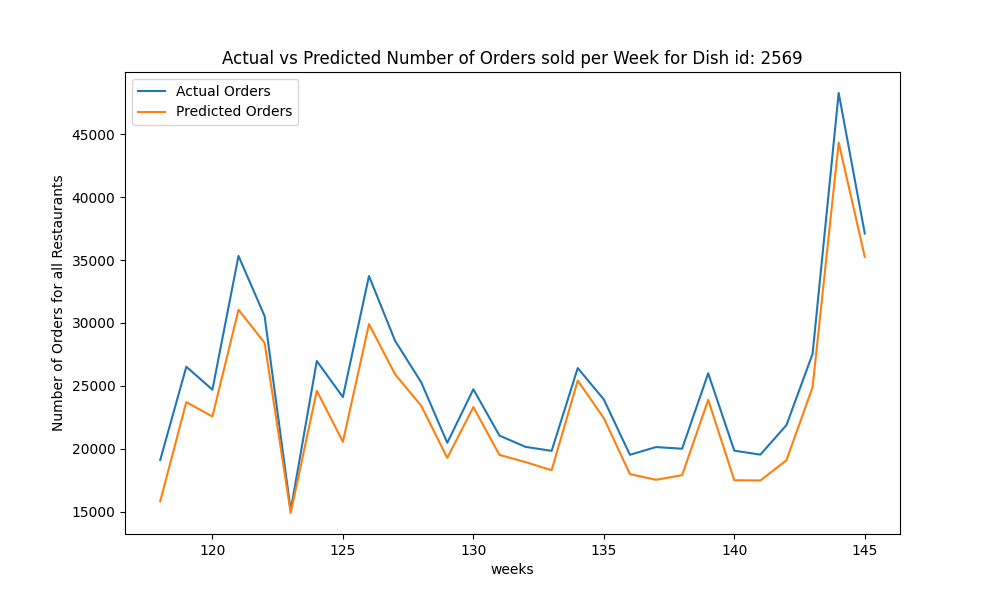 Actual vs Predicted Number of Orders sold per Week for Dish id: 2569
Actual Orders
Predicted Orders
Number of Orders for all Restaurants
45000
40000
35000
30000
25000
20000
15000
120 125 130 135 140 145
weeks